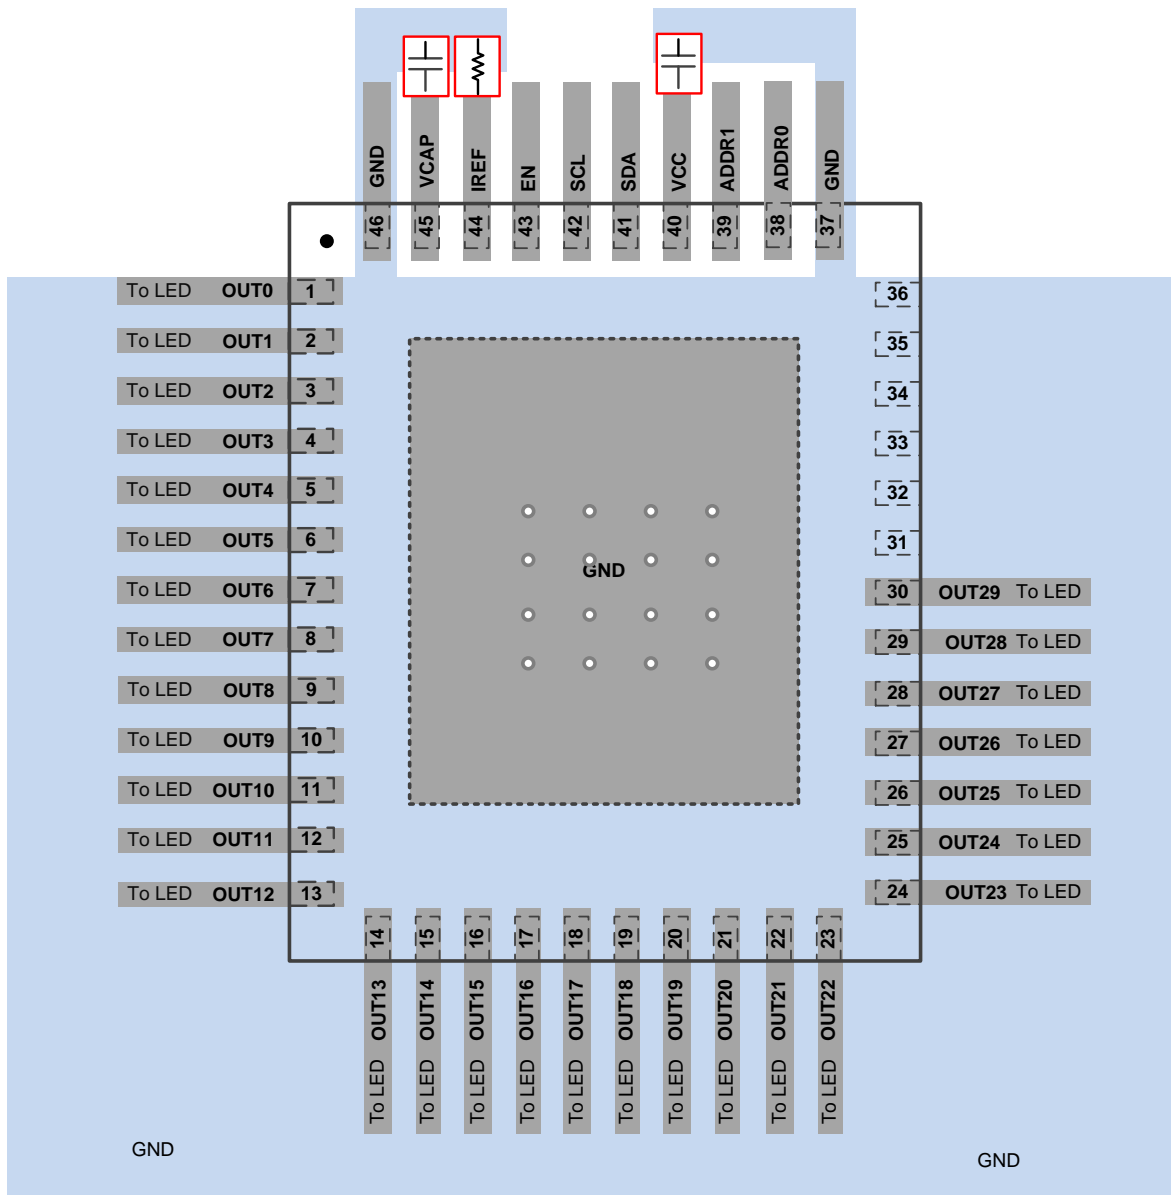 GND
VCAP
IREF
EN
SCL
SDA
VCC
ADDR1
ADDR0
GND
46
45
44
43
42
41
40
39
38
37
To LED OUT0 1
To LED OUT1 2
To LED OUT2 3
To LED OUT3 4
To LED OUT4 5
To LED OUT5 6
To LED OUT6 7
To LED OUT7 8
To LED OUT8 9
To LED OUT9 10
To LED OUT10 11
To LED OUT11 12
To LED OUT12 13
GND
36
35
34
33
32
31
30 OUT29 To LED
29 OUT28 To LED
28 OUT27 To LED
27 OUT26 To LED
26 OUT25 To LED
25 OUT24 To LED
24 OUT23 To LED
To LED OUT13 14
To LED OUT14 15
To LED OUT15 16
To LED OUT16 17
To LED OUT17 18
To LED OUT18 19
To LED OUT19 20
To LED OUT20 21
To LED OUT21 22
To LED OUT22 23
GND
GND